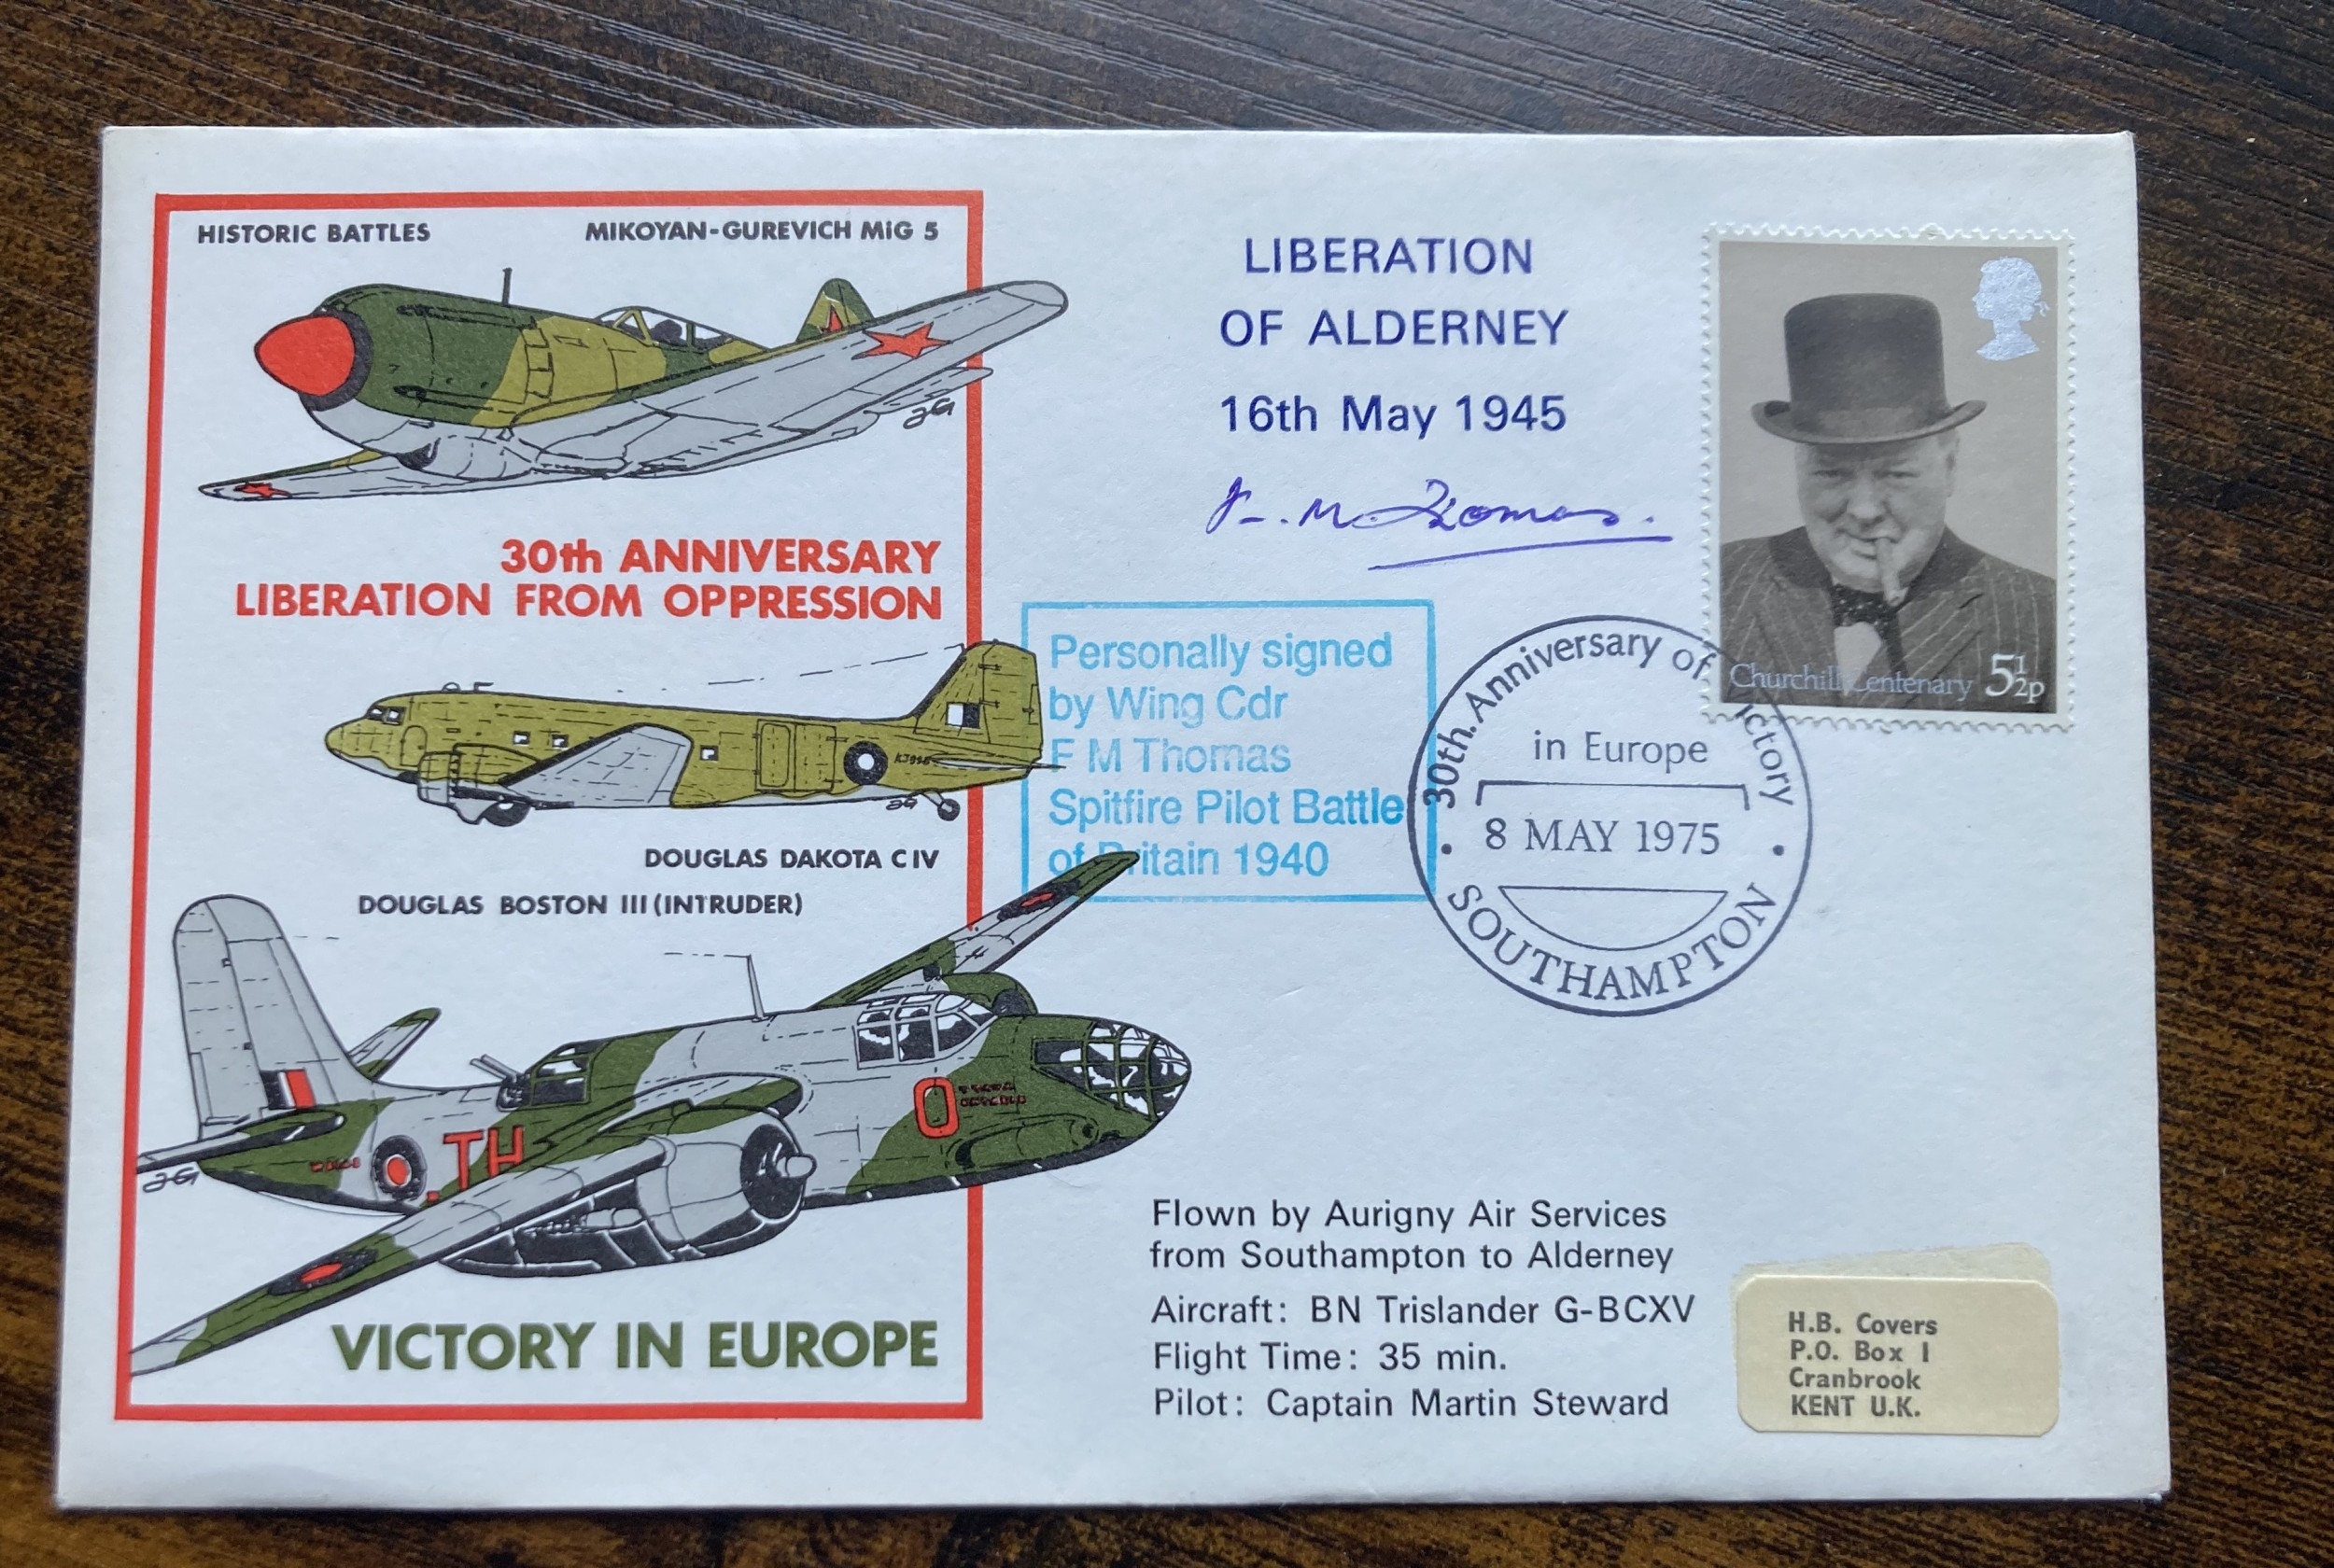 HISTORIC BATTLES
MIKOYAN-GUREVICH MiG 5
30th ANNIVERSARY
LIBERATION FROM OPPRESSION
DOUGLAS DAKOTA C IV
DOUGLAS BOSTON III (INTRUDER)
TH
O
VICTORY IN EUROPE
LIBERATION
OF ALDERNEY
16th May 1945
F. M. Thomas.
Personally signed
by Wing Cdr
F M Thomas
Spitfire Pilot Battle
of Britain 1940
Churchill Centenary 5½p
30th Anniversary of Victory
in Europe
8 MAY 1975
SOUTHAMPTON
Flown by Aurigny Air Services
from Southampton to Alderney
Aircraft: BN Trislander G-BCXV
Flight Time: 35 min.
Pilot: Captain Martin Steward
H.B. Covers
P.O. Box 1
Cranbrook
KENT U.K.